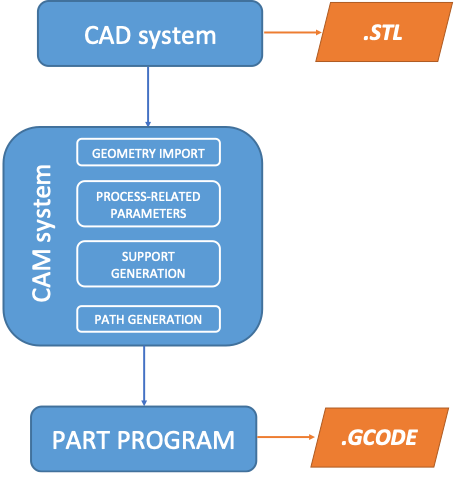 CAD system
.STL
CAM system
GEOMETRY IMPORT
PROCESS-RELATED
PARAMETERS
SUPPORT
GENERATION
PATH GENERATION
PART PROGRAM
.GCODE